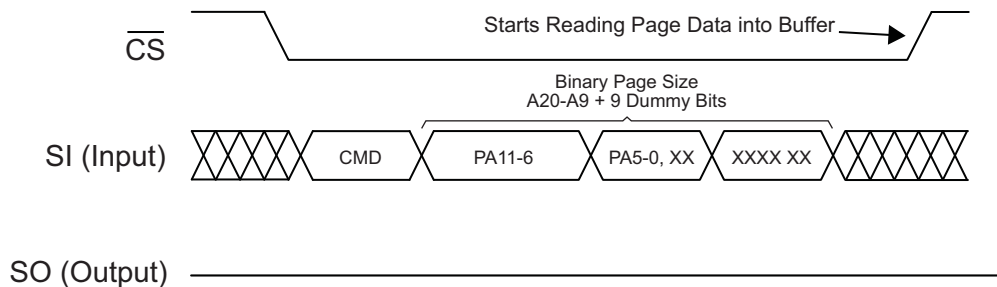 Starts Reading Page Data into Buffer
CS
Binary Page Size
A20-A9 + 9 Dummy Bits
SI (Input)
CMD
PA11-6
PA5-0, XX
XXXX XX
SO (Output)